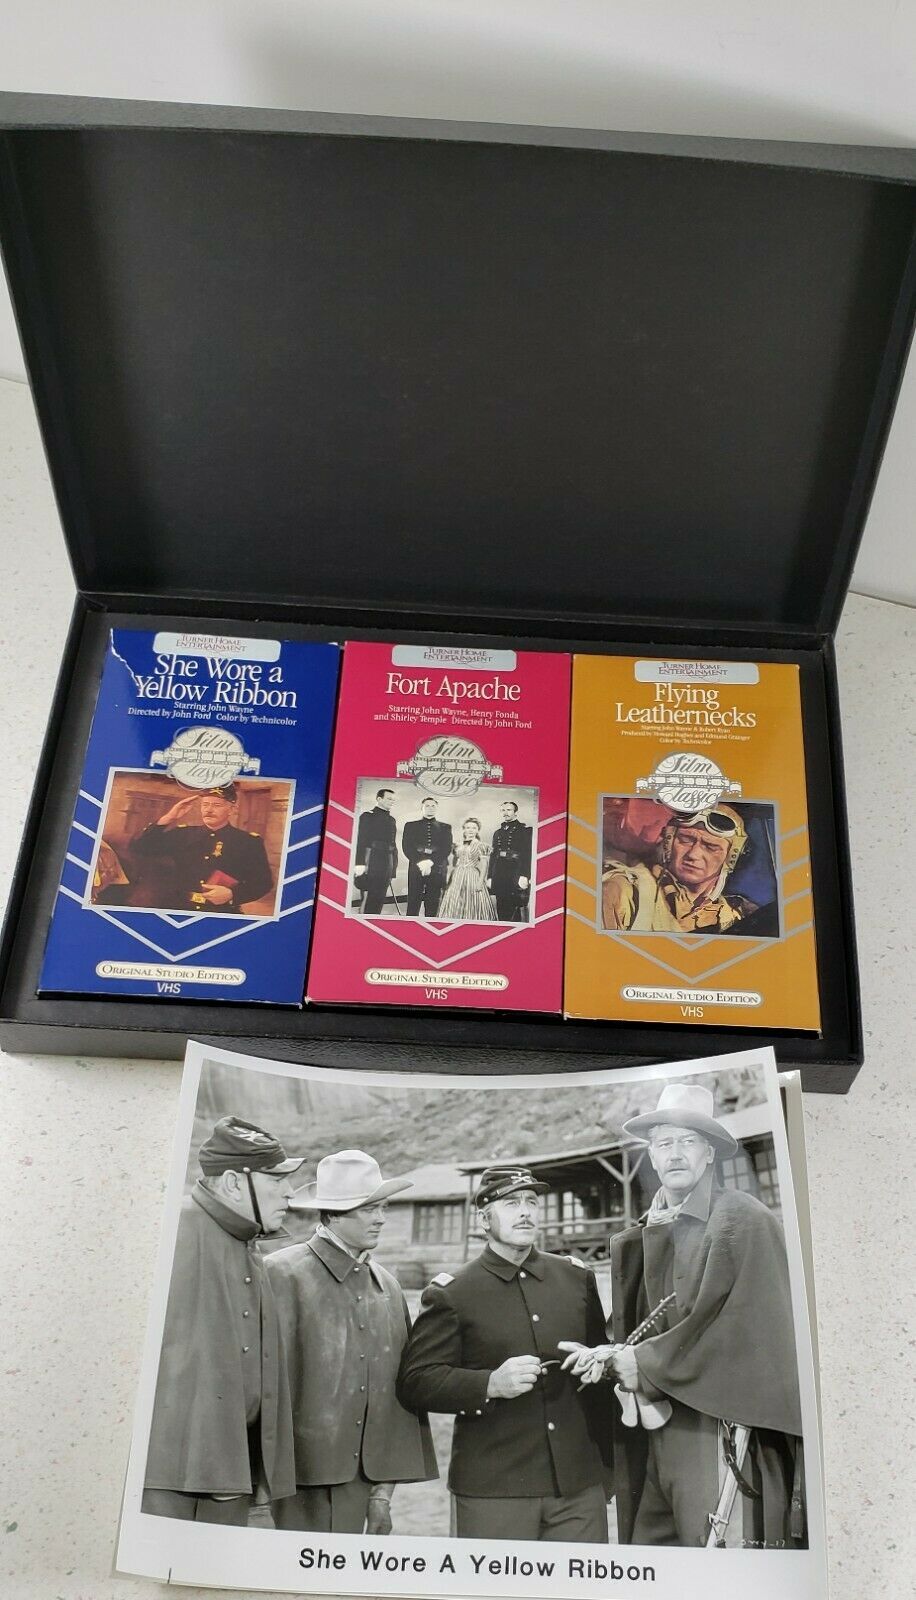 TURNER HOME
ENTERTAINMENT
She Wore a
Yellow Ribbon
Starring John Wayne
Directed by John Ford Color by Technicolor
Film
SERIES
Classic
ORIGINAL STUDIO EDITION
VHS
TURNER HOME
ENTERTAINMENT
Fort Apache
Starring John Wayne, Henry Fonda
and Shirley Temple Directed by John Ford
Film
SERIES
Classic
ORIGINAL STUDIO EDITION
VHS
TURNER HOME
ENTERTAINMENT
Flying
Leathernecks
Starring John Wayne & Robert Ryan
Produced by Howard Hughes and Edmund Grainger
Color by Technicolor
Film
SERIES
Classic
ORIGINAL STUDIO EDITION
VHS
She Wore A Yellow Ribbon